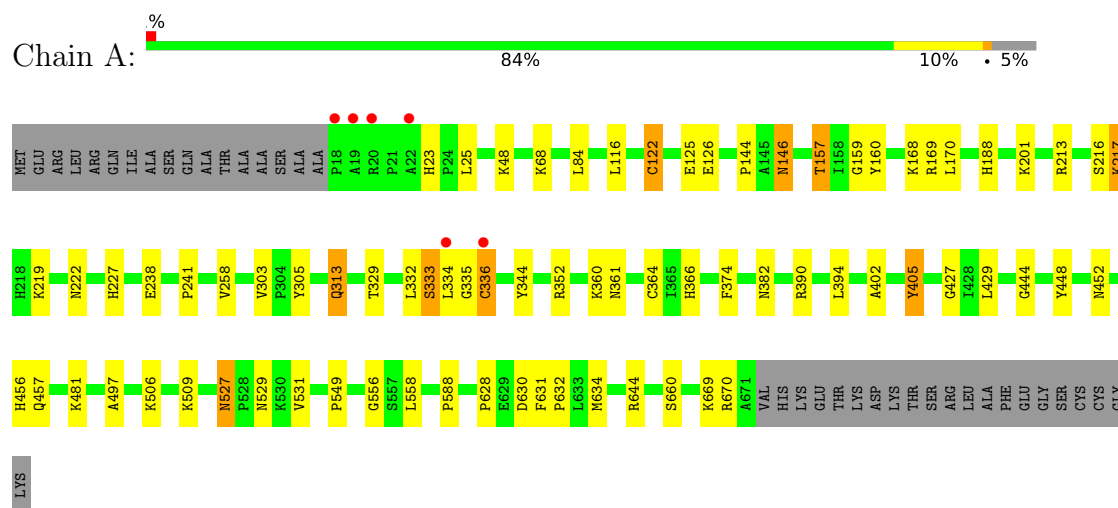 .%
Chain A:
84% 10% • 5%
MET GLU ARG LEU ARG GLN ILE ALA SER GLN ALA THR ALA ALA SER ALA ALA P18 A19 R20 P21 A22 H23 P24 L25 K48 K68 L84 L116 C122 E125 E126 P144 A145 N146 T157 I158 G159 Y160 K168 R169 L170 H188 K201 R213 S216 K217
H218 K219 N222 H227 E238 P241 V258 V303 P304 Y305 Q313 T329 L332 S333 L334 G335 C336 Y344 R352 K360 N361 C364 I365 H366 F374 N382 R390 L394 A402 Y405 G427 I428 L429 G444 Y448 N452
H456 Q457 K481 A497 K506 K509 N527 P528 N529 K530 V531 P549 G556 S557 L558 P588 P628 E629 D630 F631 P632 L633 M634 R644 S660 K669 R670 A671 VAL HIS LYS GLU THR LYS ASP LYS THR SER ARG LEU ALA PHE GLU GLY SER CYS CYS GLY
LYS